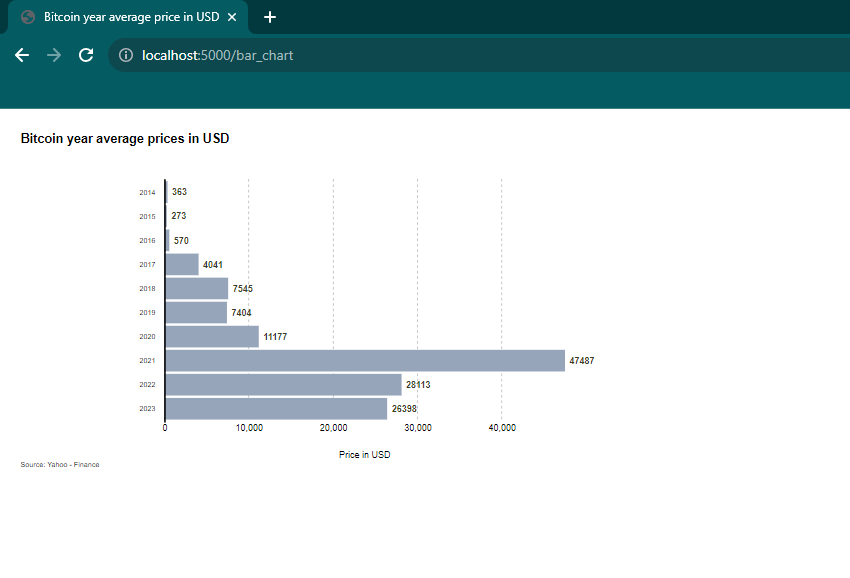 Bitcoin year average price in USD
localhost:5000/bar_chart
Bitcoin year average prices in USD
2014 363
2015 273
2016 570
2017 4041
2018 7545
2019 7404
2020 11177
2021 47487
2022 28113
2023 26398
0 10,000 20,000 30,000 40,000
Price in USD
Source: Yahoo - Finance